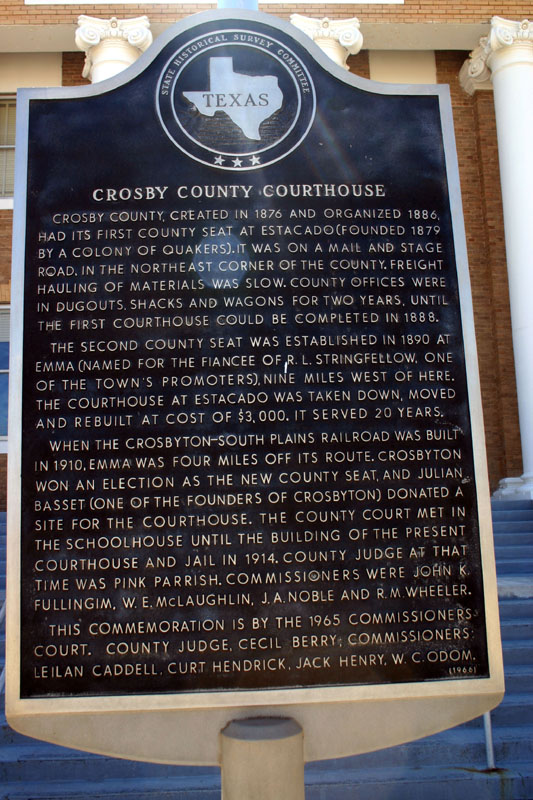 STATE HISTORICAL SURVEY COMMITTEE
TEXAS
CROSBY COUNTY COURTHOUSE
CROSBY COUNTY, CREATED IN 1876 AND ORGANIZED 1886,
HAD ITS FIRST COUNTY SEAT AT ESTACADO (FOUNDED 1879
BY A COLONY OF QUAKERS). IT WAS ON A MAIL AND STAGE
ROAD, IN THE NORTHEAST CORNER OF THE COUNTY. FREIGHT
HAULING OF MATERIALS WAS SLOW. COUNTY OFFICES WERE
IN DUGOUTS, SHACKS AND WAGONS FOR TWO YEARS, UNTIL
THE FIRST COURTHOUSE COULD BE COMPLETED IN 1888.
THE SECOND COUNTY SEAT WAS ESTABLISHED IN 1890 AT
EMMA (NAMED FOR THE FIANCEE OF R. L. STRINGFELLOW, ONE
OF THE TOWN'S PROMOTERS), NINE MILES WEST OF HERE.
THE COURTHOUSE AT ESTACADO WAS TAKEN DOWN, MOVED
AND REBUILT AT COST OF $3,000. IT SERVED 20 YEARS.
WHEN THE CROSBYTON-SOUTH PLAINS RAILROAD WAS BUILT
IN 1910, EMMA WAS FOUR MILES OFF ITS ROUTE. CROSBYTON
WON AN ELECTION AS THE NEW COUNTY SEAT, AND JULIAN
BASSET (ONE OF THE FOUNDERS OF CROSBYTON) DONATED A
SITE FOR THE COURTHOUSE. THE COUNTY COURT MET IN
THE SCHOOLHOUSE UNTIL THE BUILDING OF THE PRESENT
COURTHOUSE AND JAIL IN 1914. COUNTY JUDGE AT THAT
TIME WAS PINK PARRISH. COMMISSIONERS WERE JOHN K.
FULLINGIM, W. E. McLAUGHLIN, J. A. NOBLE AND R. M. WHEELER.
THIS COMMEMORATION IS BY THE 1965 COMMISSIONERS
COURT. COUNTY JUDGE, CECIL BERRY; COMMISSIONERS:
LEILAN CADDELL, CURT HENDRICK, JACK HENRY, W. C. ODOM.
(1966)